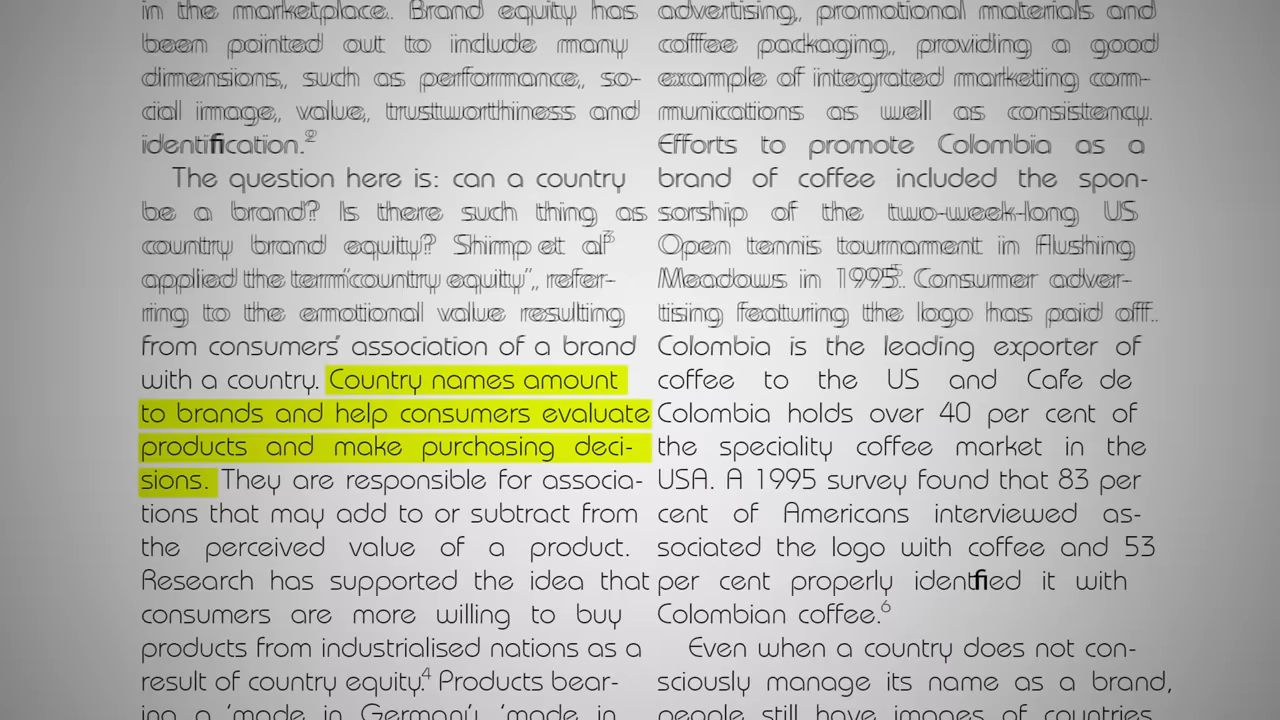 in the marketplace. Brand equity has
been pointed out to include many
dimensions, such as performance, so-
cial image, value, trustworthiness and
identification.2
The question here is: can a country
be a brand? Is there such thing as
country brand equity? Shimp et al3
applied the term "country equity", refer-
ring to the emotional value resulting
from consumers' association of a brand
with a country. Country names amount
to brands and help consumers evaluate
products and make purchasing deci-
sions. They are responsible for associa-
tions that may add to or subtract from
the perceived value of a product.
Research has supported the idea that
consumers are more willing to buy
products from industrialised nations as a
result of country equity.4 Products bear-
ing a 'made in Germany', 'made in
advertising, promotional materials and
coffee packaging, providing a good
example of integrated marketing com-
munications as well as consistency.
Efforts to promote Colombia as a
brand of coffee included the spon-
sorship of the two-week-long US
Open tennis tournament in Flushing
Meadows in 1995.5 Consumer adver-
tising featuring the logo has paid off.
Colombia is the leading exporter of
coffee to the US and Café de
Colombia holds over 40 per cent of
the speciality coffee market in the
USA. A 1995 survey found that 83 per
cent of Americans interviewed as-
sociated the logo with coffee and 53
per cent properly identified it with
Colombian coffee.6
Even when a country does not con-
sciously manage its name as a brand,
people still have images of countries